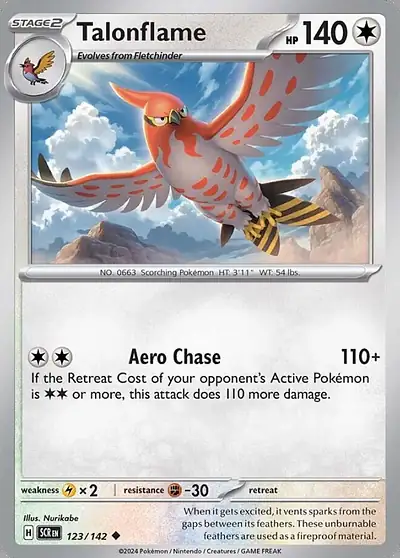 STAGE2 Talonflame HP 140
Evolves from Fletchinder
NO. 0663 Scorching Pokémon HT: 3'11" WT: 54 lbs.
Aero Chase 110+
If the Retreat Cost of your opponent's Active Pokémon
is or more, this attack does 110 more damage.
weakness ×2 resistance -30 retreat
Illus. Nurikabe
H SCR EN 123/142
When it gets excited, it vents sparks from the
gaps between its feathers. These unburnable
feathers are used as a fireproof material.
©2024 Pokémon / Nintendo / Creatures / GAME FREAK